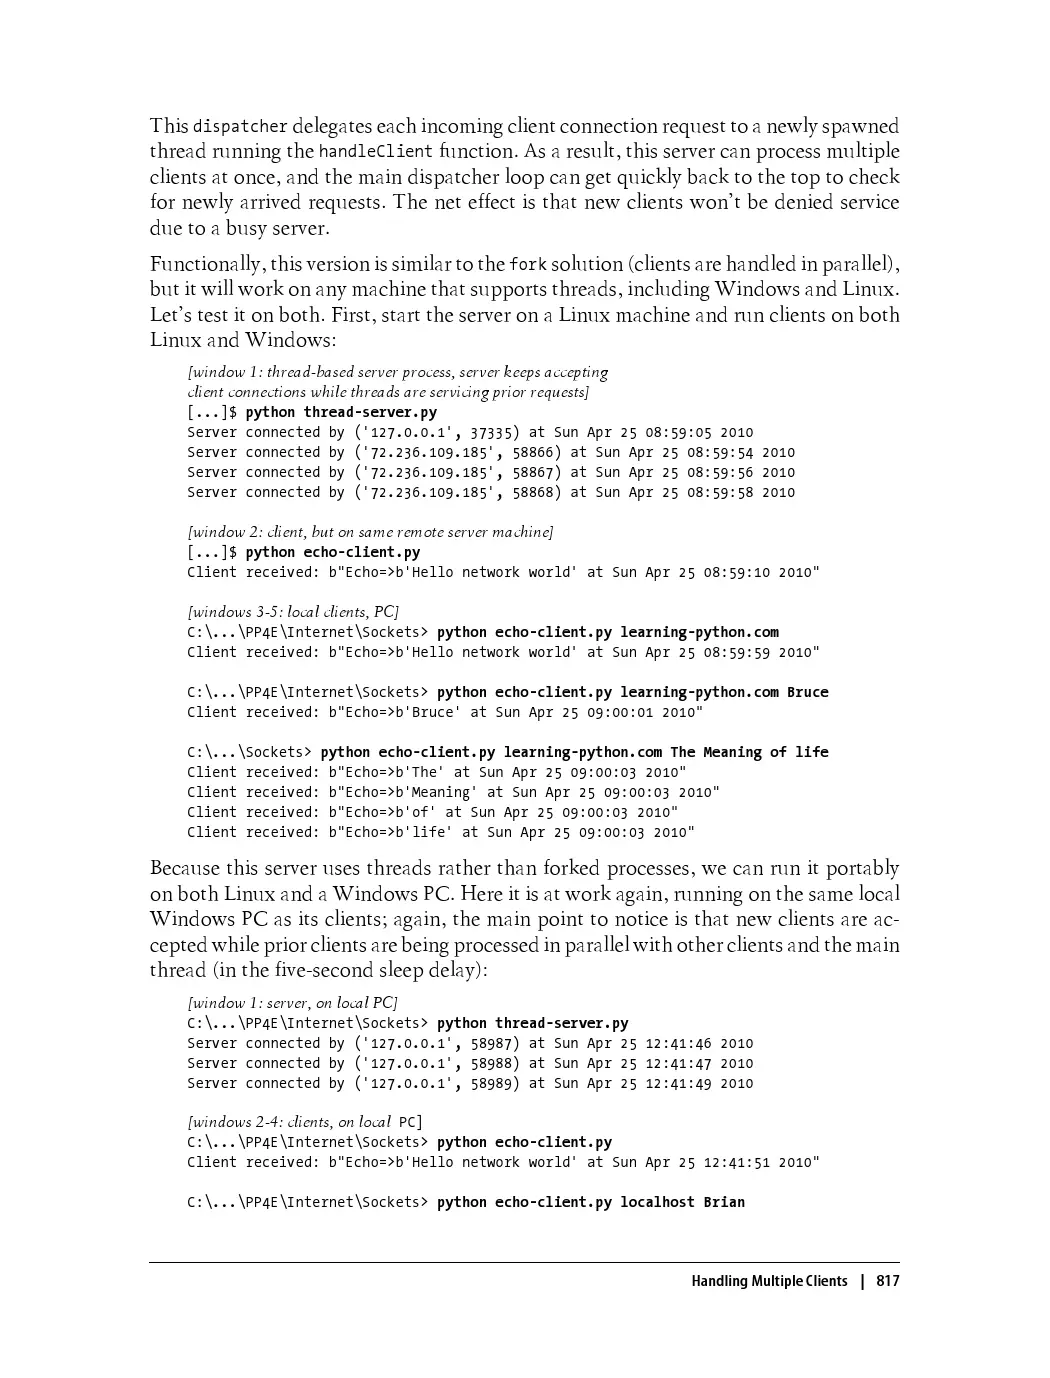 This dispatcher delegates each incoming client connection request to a newly spawned
thread running the handleClient function. As a result, this server can process multiple
clients at once, and the main dispatcher loop can get quickly back to the top to check
for newly arrived requests. The net effect is that new clients won’t be denied service
due to a busy server.
Functionally, this version is similar to the fork solution (clients are handled in parallel),
but it will work on any machine that supports threads, including Windows and Linux.
Let’s test it on both. First, start the server on a Linux machine and run clients on both
Linux and Windows:
[window 1: thread-based server process, server keeps accepting
client connections while threads are servicing prior requests]
[...]$ python thread-server.py
Server connected by ('127.0.0.1', 37335) at Sun Apr 25 08:59:05 2010
Server connected by ('72.236.109.185', 58866) at Sun Apr 25 08:59:54 2010
Server connected by ('72.236.109.185', 58867) at Sun Apr 25 08:59:56 2010
Server connected by ('72.236.109.185', 58868) at Sun Apr 25 08:59:58 2010
[window 2: client, but on same remote server machine]
[...]$ python echo-client.py
Client received: b"Echo=>b'Hello network world' at Sun Apr 25 08:59:10 2010"
[windows 3-5: local clients, PC]
C:\...\PP4E\Internet\Sockets> python echo-client.py learning-python.com
Client received: b"Echo=>b'Hello network world' at Sun Apr 25 08:59:59 2010"
C:\...\PP4E\Internet\Sockets> python echo-client.py learning-python.com Bruce
Client received: b"Echo=>b'Bruce' at Sun Apr 25 09:00:01 2010"
C:\...\Sockets> python echo-client.py learning-python.com The Meaning of life
Client received: b"Echo=>b'The' at Sun Apr 25 09:00:03 2010"
Client received: b"Echo=>b'Meaning' at Sun Apr 25 09:00:03 2010"
Client received: b"Echo=>b'of' at Sun Apr 25 09:00:03 2010"
Client received: b"Echo=>b'life' at Sun Apr 25 09:00:03 2010"
Because this server uses threads rather than forked processes, we can run it portably
on both Linux and a Windows PC. Here it is at work again, running on the same local
Windows PC as its clients; again, the main point to notice is that new clients are ac-
cepted while prior clients are being processed in parallel with other clients and the main
thread (in the five-second sleep delay):
[window 1: server, on local PC]
C:\...\PP4E\Internet\Sockets> python thread-server.py
Server connected by ('127.0.0.1', 58987) at Sun Apr 25 12:41:46 2010
Server connected by ('127.0.0.1', 58988) at Sun Apr 25 12:41:47 2010
Server connected by ('127.0.0.1', 58989) at Sun Apr 25 12:41:49 2010
[windows 2-4: clients, on local PC]
C:\...\PP4E\Internet\Sockets> python echo-client.py
Client received: b"Echo=>b'Hello network world' at Sun Apr 25 12:41:51 2010"
C:\...\PP4E\Internet\Sockets> python echo-client.py localhost Brian
Handling Multiple Clients | 817